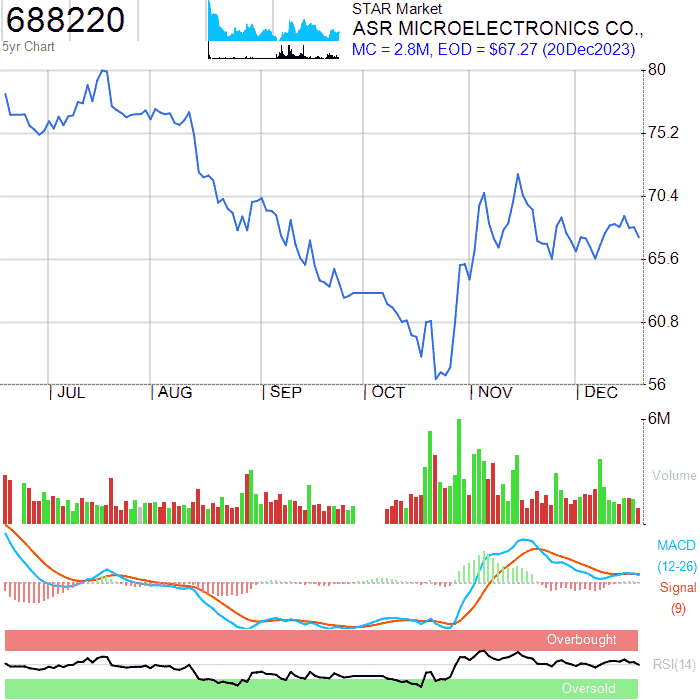 688220
5yr Chart
STAR Market
ASR MICROELECTRONICS CO.,
MC = 2.8M, EOD = $67.27 (20Dec2023)
80
75.2
70.4
65.6
60.8
56
JUL AUG SEP OCT NOV DEC
6M
Volume
MACD
(12-26)
Signal
(9)
Overbought
RSI(14)
Oversold